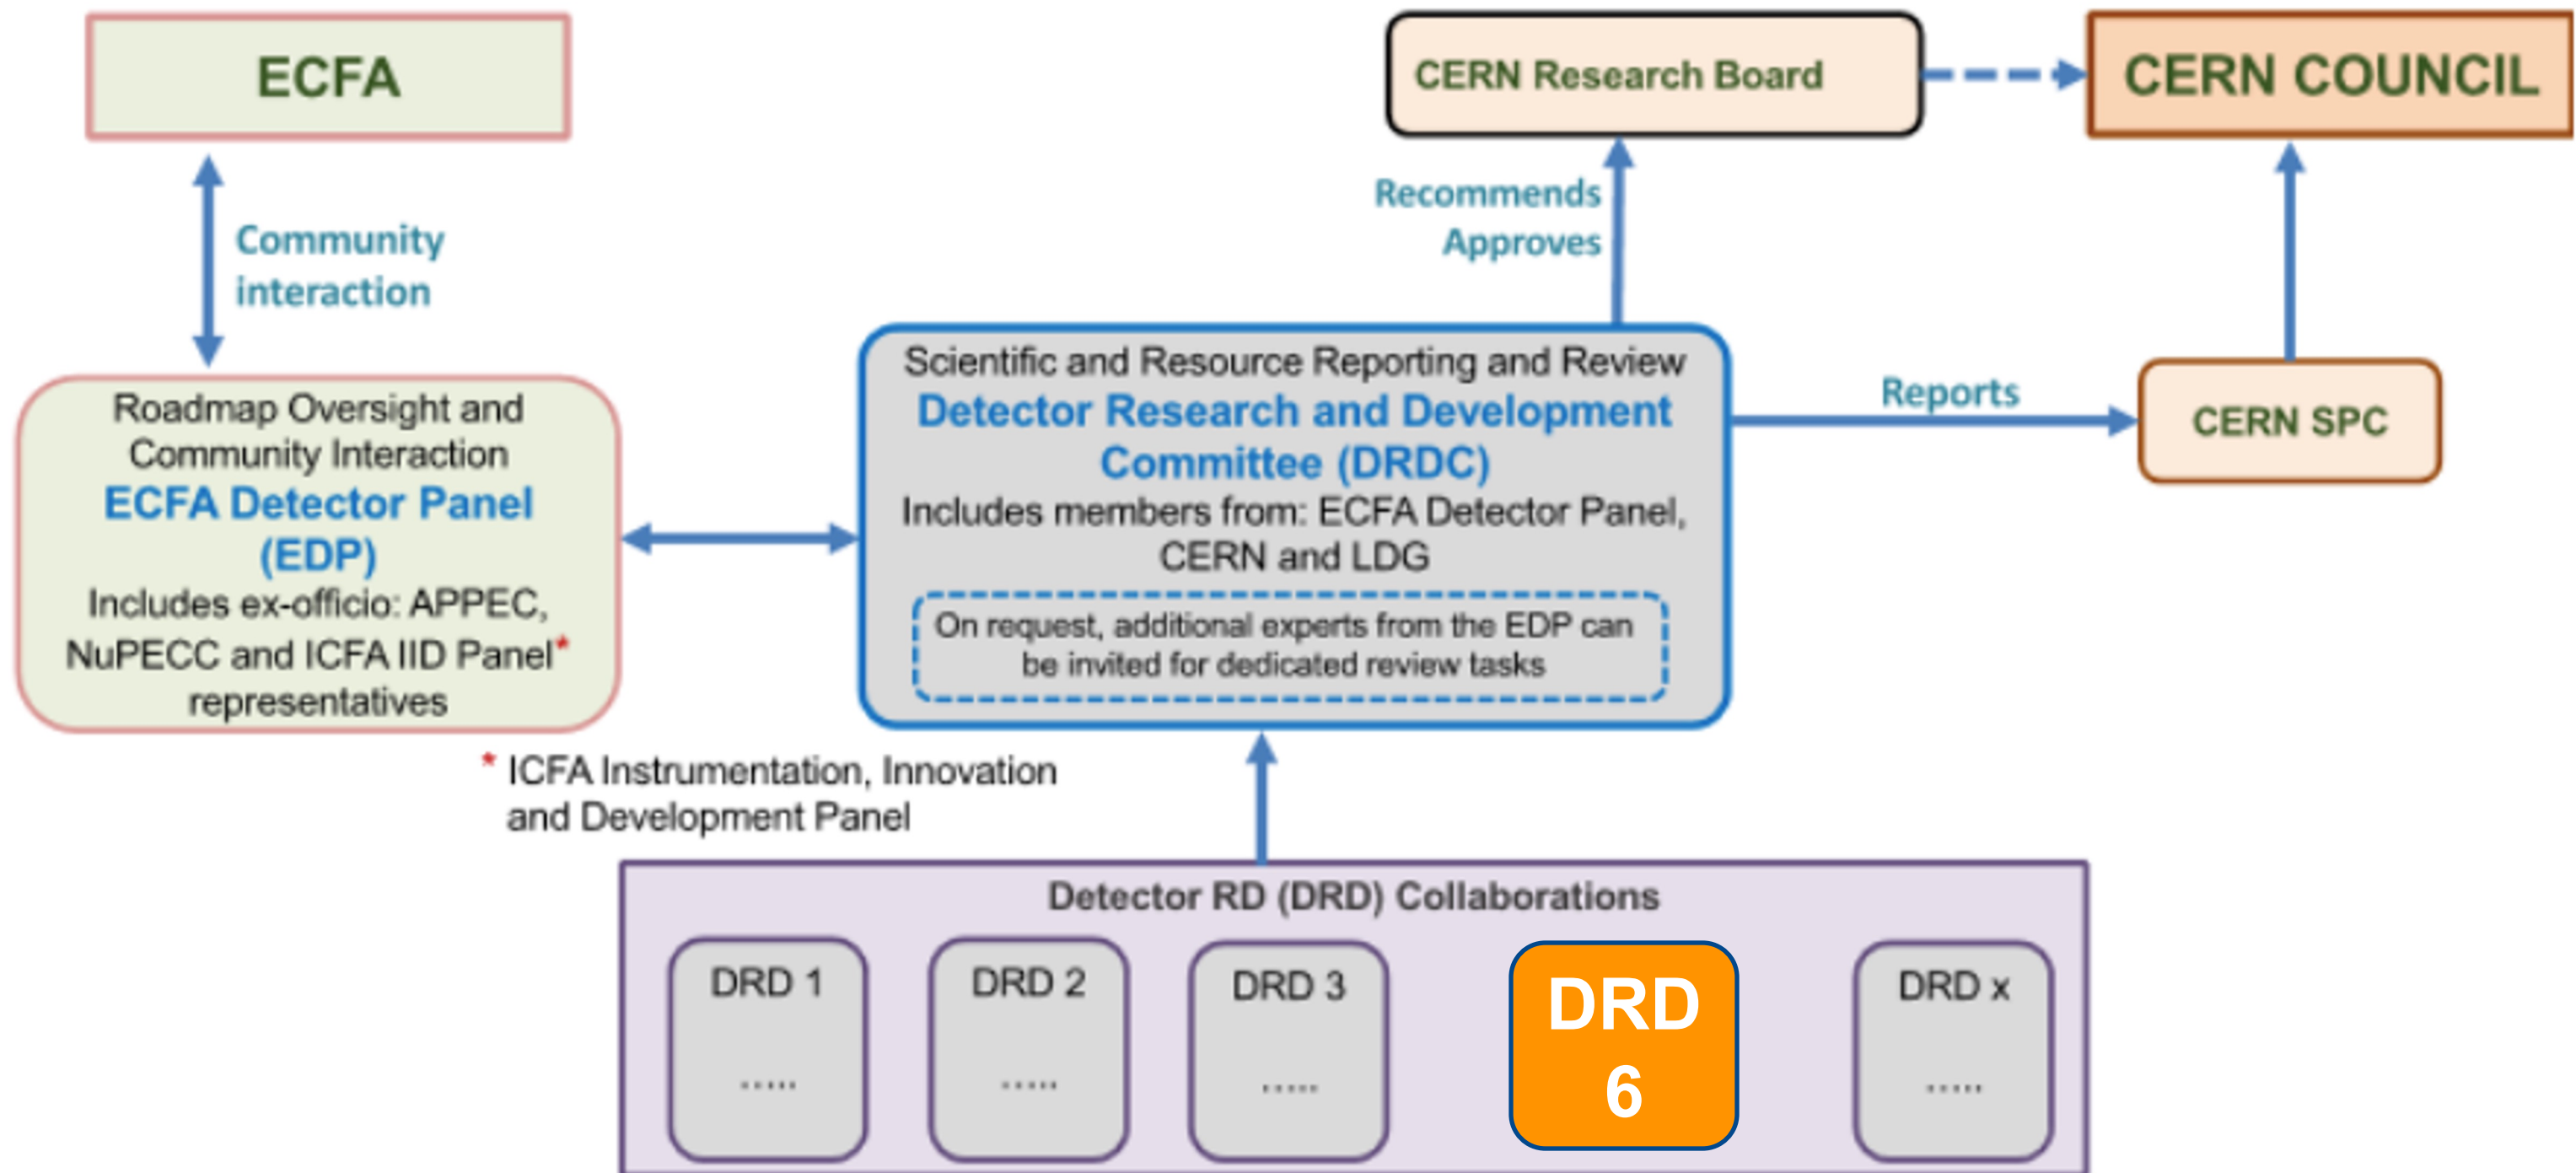 ECFA
CERN Research Board
CERN COUNCIL
Community
interaction
Recommends
Approves
Roadmap Oversight and
Community Interaction
ECFA Detector Panel
(EDP)
Includes ex-officio: APPEC,
NuPECC and ICFA IID Panel*
representatives
Scientific and Resource Reporting and Review
Detector Research and Development
Committee (DRDC)
Includes members from: ECFA Detector Panel,
CERN and LDG
On request, additional experts from the EDP can
be invited for dedicated review tasks
Reports
CERN SPC
* ICFA Instrumentation, Innovation
and Development Panel
Detector RD (DRD) Collaborations
DRD 1
.....
DRD 2
.....
DRD 3
.....
DRD
6
DRD x
.....